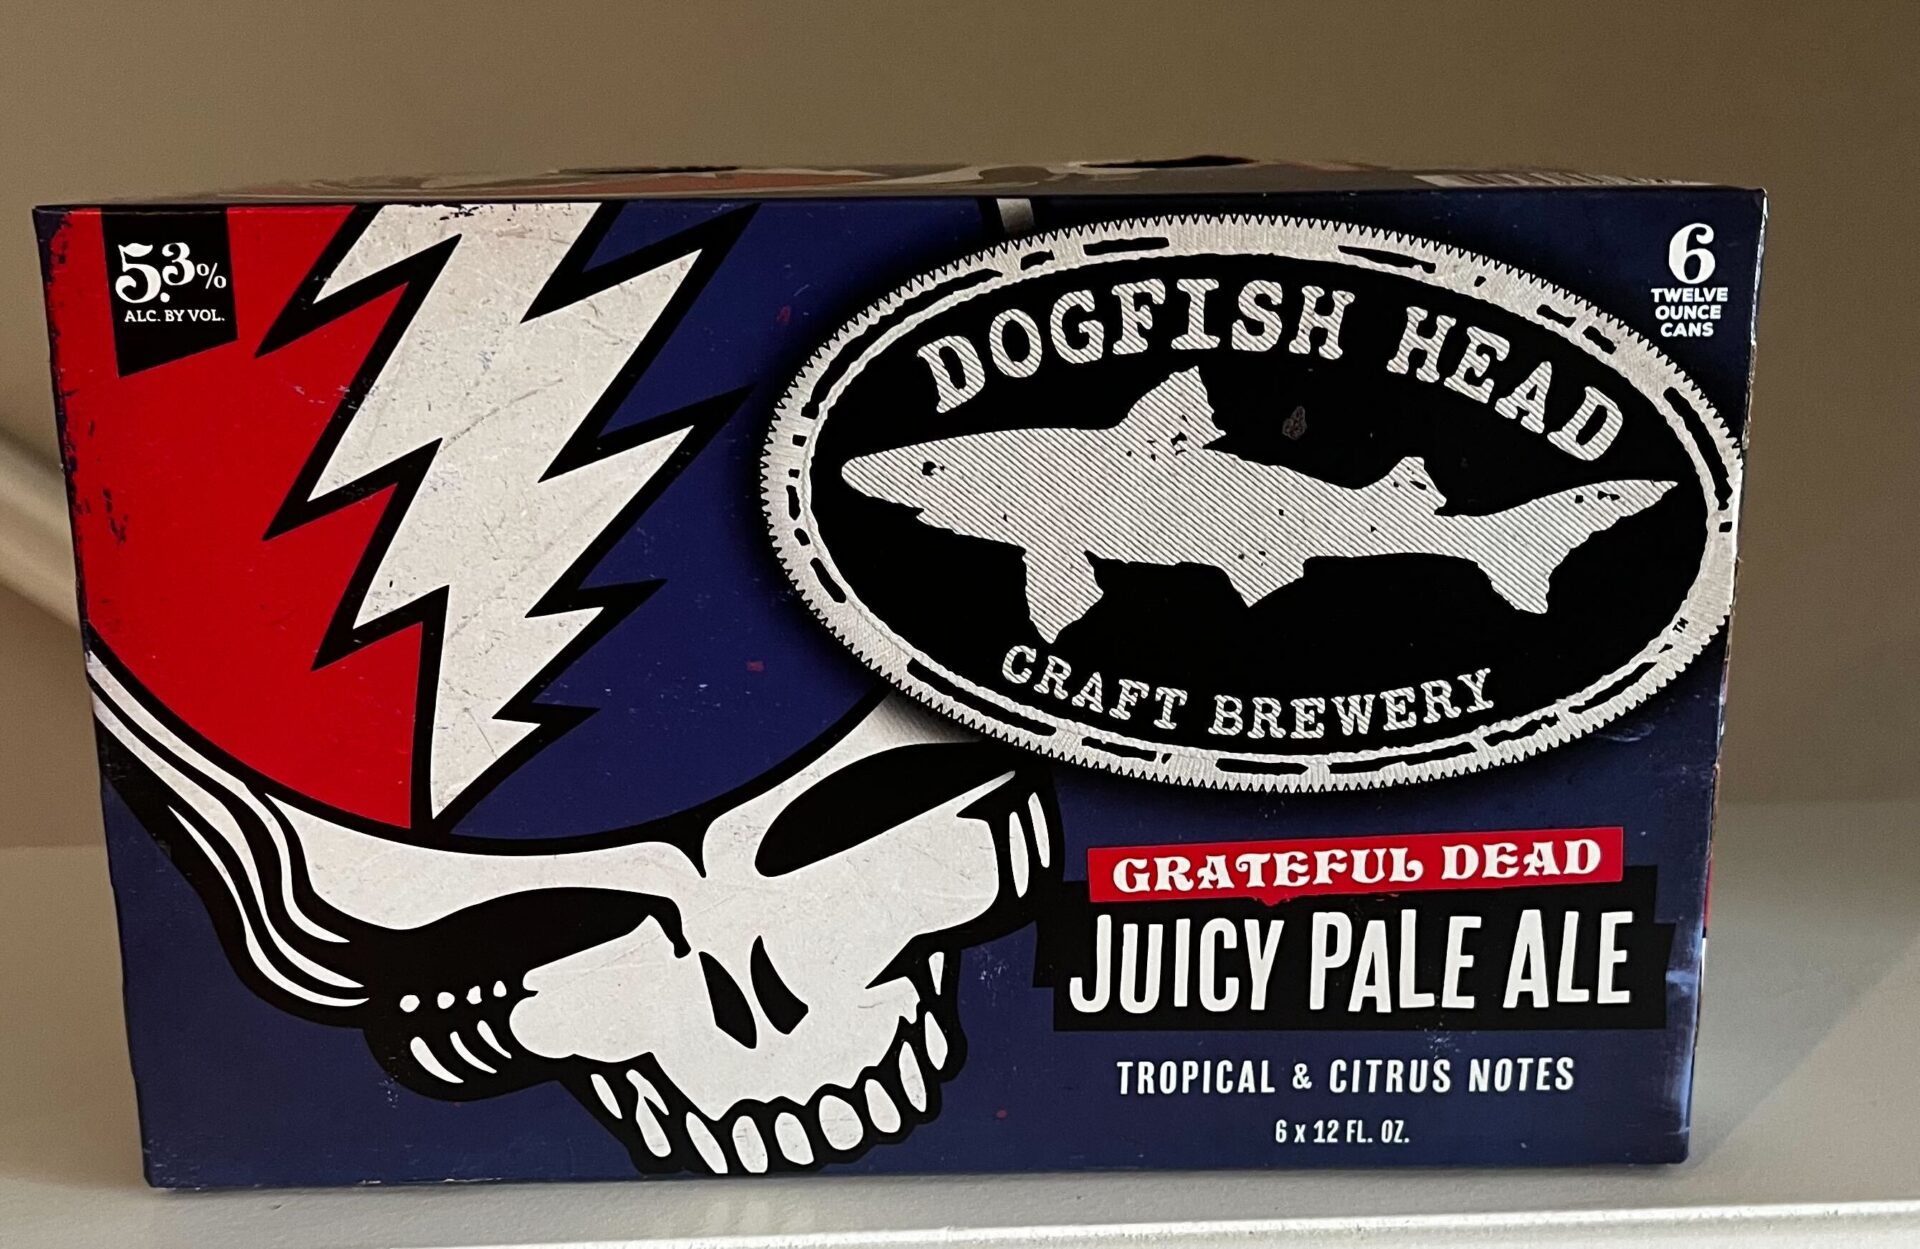 5.3%
ALC. BY VOL.
6
TWELVE
OUNCE
CANS
DOGFISH HEAD
CRAFT BREWERY
TM
GRATEFUL DEAD
JUICY PALE ALE
TROPICAL & CITRUS NOTES
6 x 12 FL. OZ.